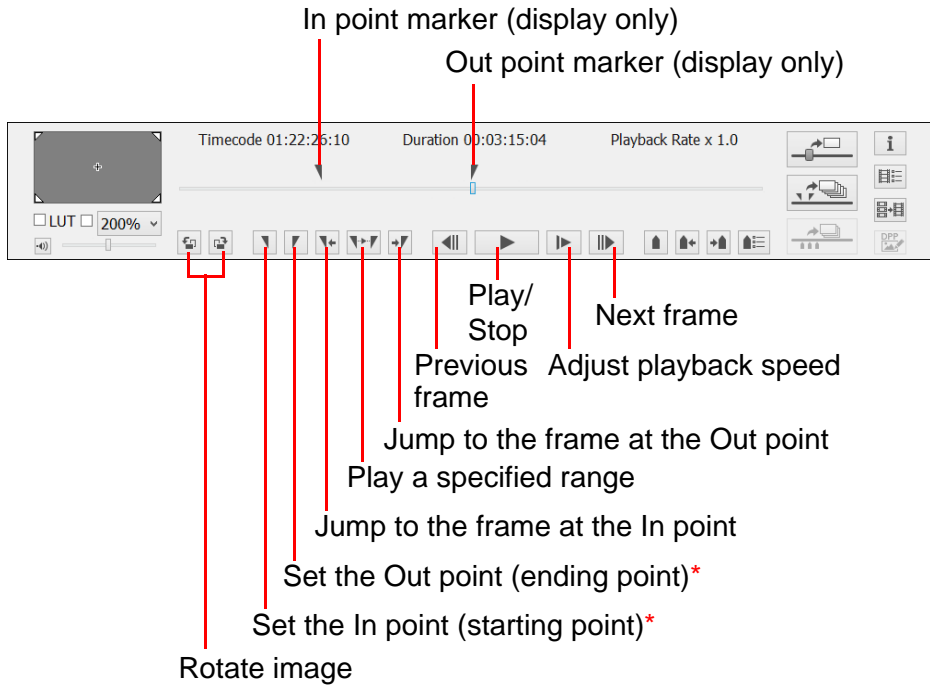 In point marker (display only)
Out point marker (display only)
Timecode 01:22:26:10 Duration 00:03:15:04 Playback Rate x 1.0
i
LUT 200%
DPP
Play/
Stop
Next frame
Previous
frame
Adjust playback speed
Jump to the frame at the Out point
Play a specified range
Jump to the frame at the In point
Set the Out point (ending point)*
Set the In point (starting point)*
Rotate image